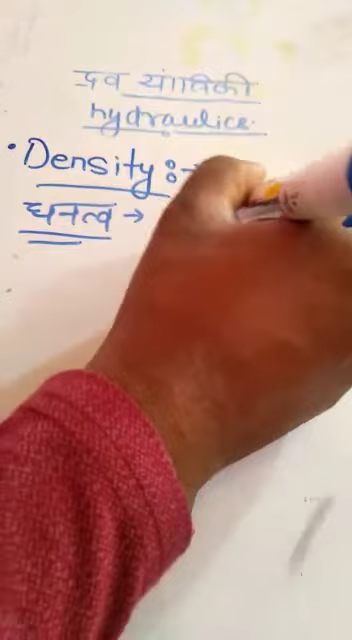 द्रव यांत्रिकी
hydraulics.
• Density :-
घनत्व →